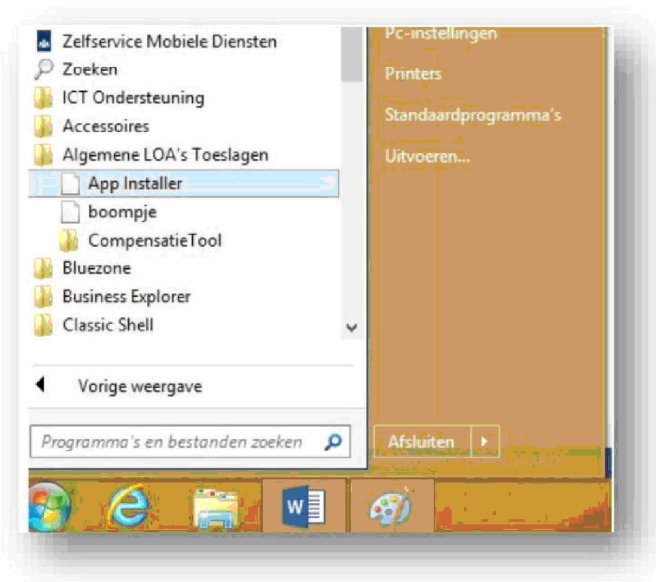 Zelfservice Mobiele Diensten
Zoeken
ICT Ondersteuning
Accessoires
Algemene LOA's Toeslagen
App Installer
boompje
CompensatieTool
Bluezone
Business Explorer
Classic Shell
Vorige weergave
Programma's en bestanden zoeken
Pc-instellingen
Printers
Standaardprogramma's
Uitvoeren...
Afsluiten
W